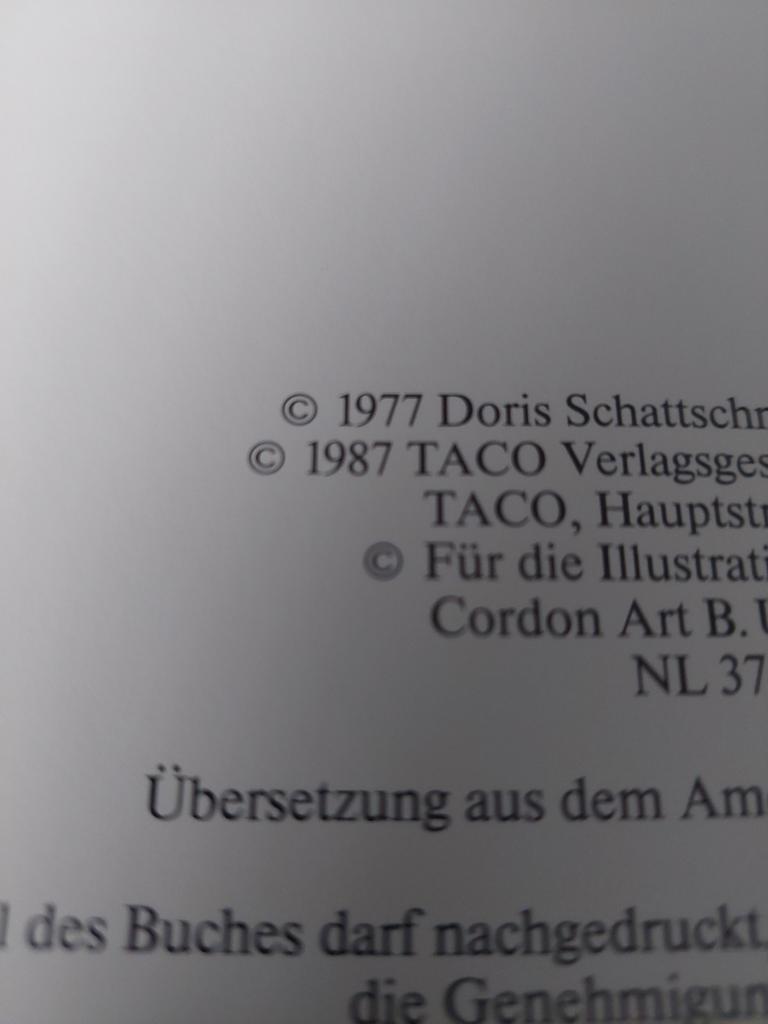 © 1977 Doris Schattschn
© 1987 TACO Verlagsges
TACO, Hauptstr
© Für die Illustrati
Cordon Art B. U
NL 37
Übersetzung aus dem Ame
l des Buches darf nachgedruckt,
die Genehmigun